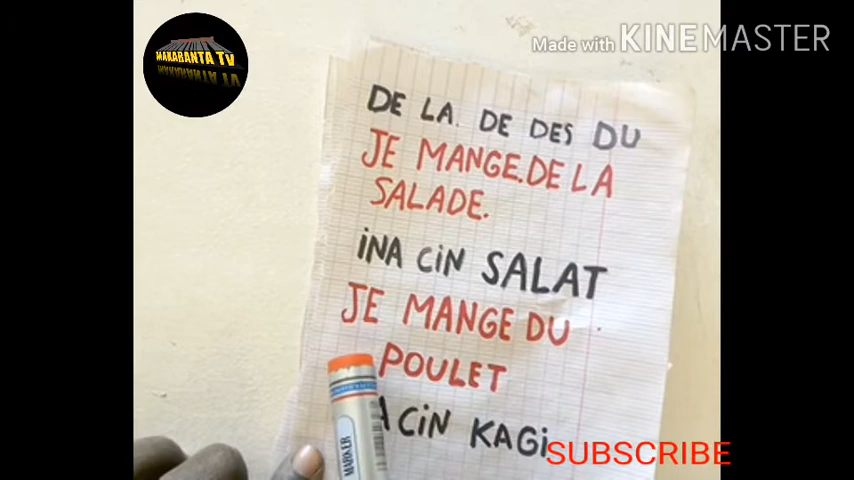 MAKARANTA TV
Made with KINEMASTER
DE LA. DE DES DU
JE MANGE.DE LA
SALADE.
iNA CiN SALAT
JE MANGE DU
POULET
A CiN KAGi
MARKER
SUBSCRIBE